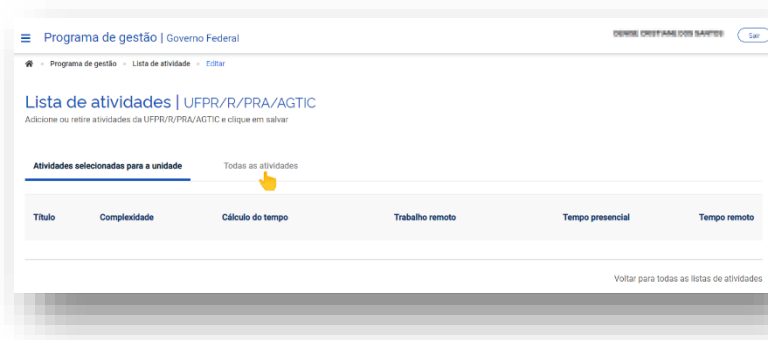 Programa de gestão | Governo Federal
Sair
Programa de gestão Lista de atividade Editar
Lista de atividades | UFPR/R/PRA/AGTIC
Adicione ou retire atividades da UFPR/R/PRA/AGTIC e clique em salvar
Atividades selecionadas para a unidade Todas as atividades
Título Complexidade Cálculo do tempo Trabalho remoto Tempo presencial Tempo remoto
Voltar para todas as listas de atividades